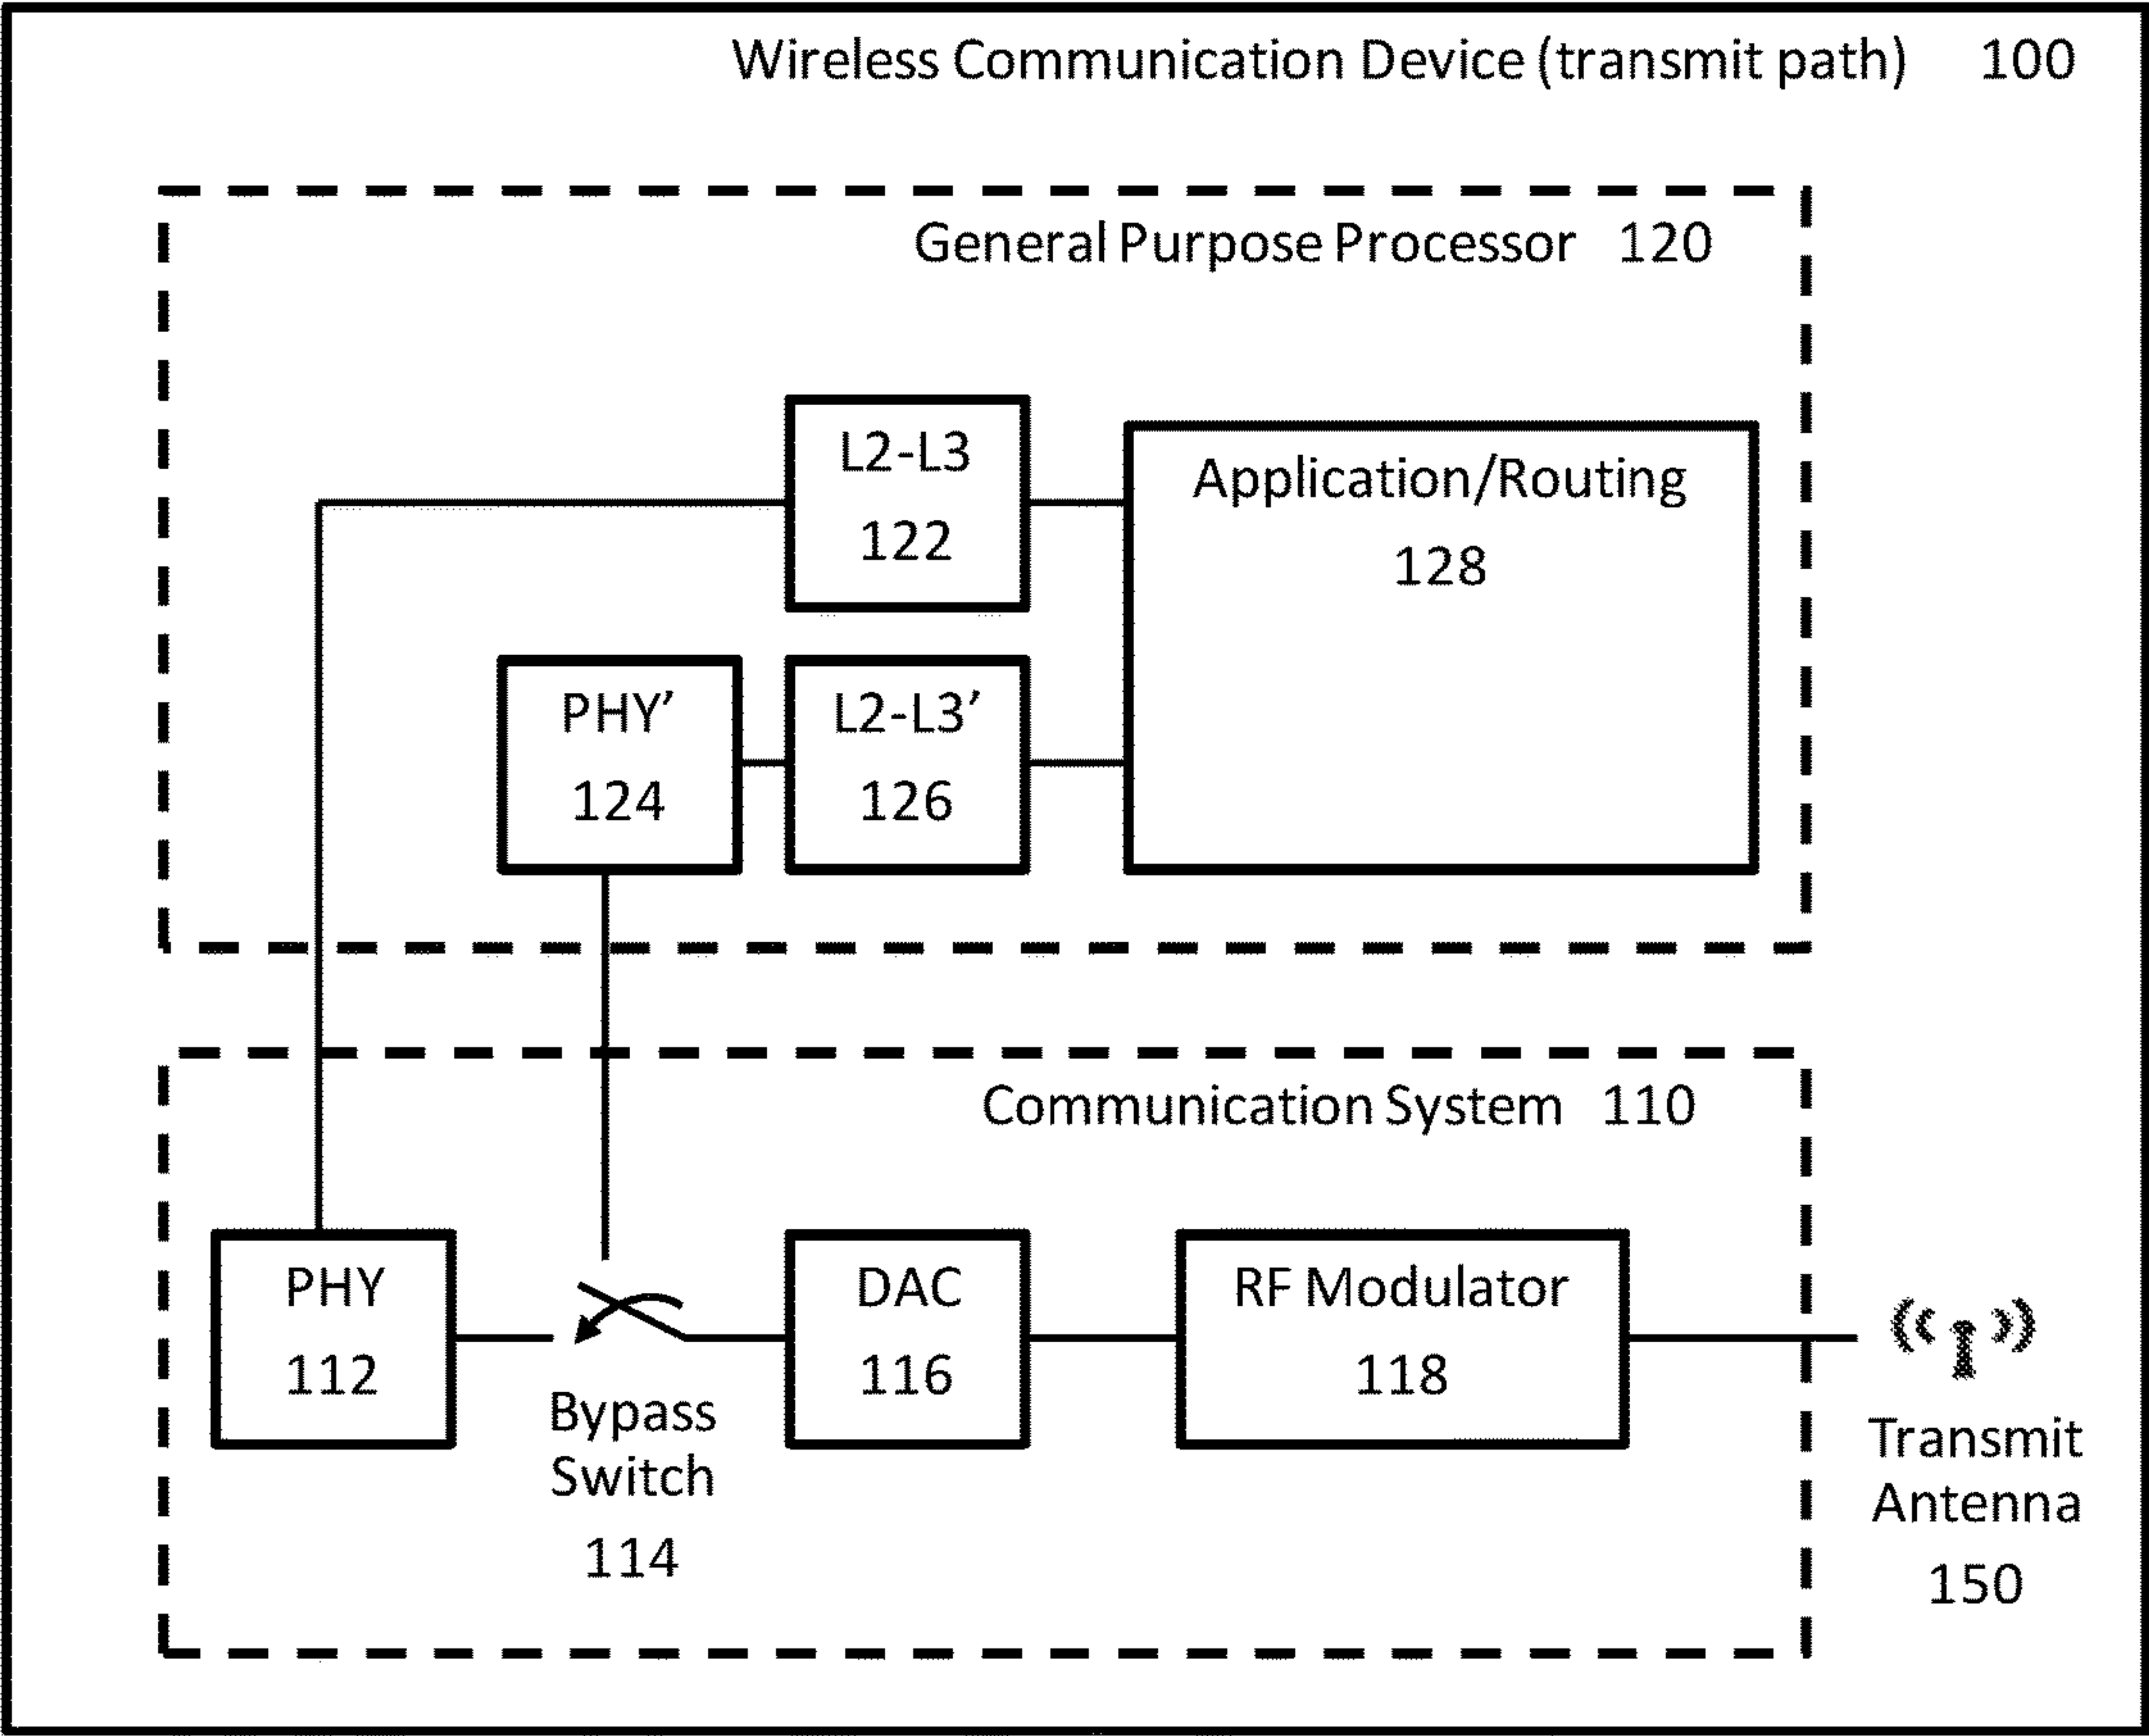 Wireless Communication Device (transmit path) 100
General Purpose Processor 120
L2-L3
122
Application/Routing
128
PHY’
124
L2-L3’
126
Communication System 110
PHY
112
Bypass
Switch
114
DAC
116
RF Modulator
118
Transmit
Antenna
150